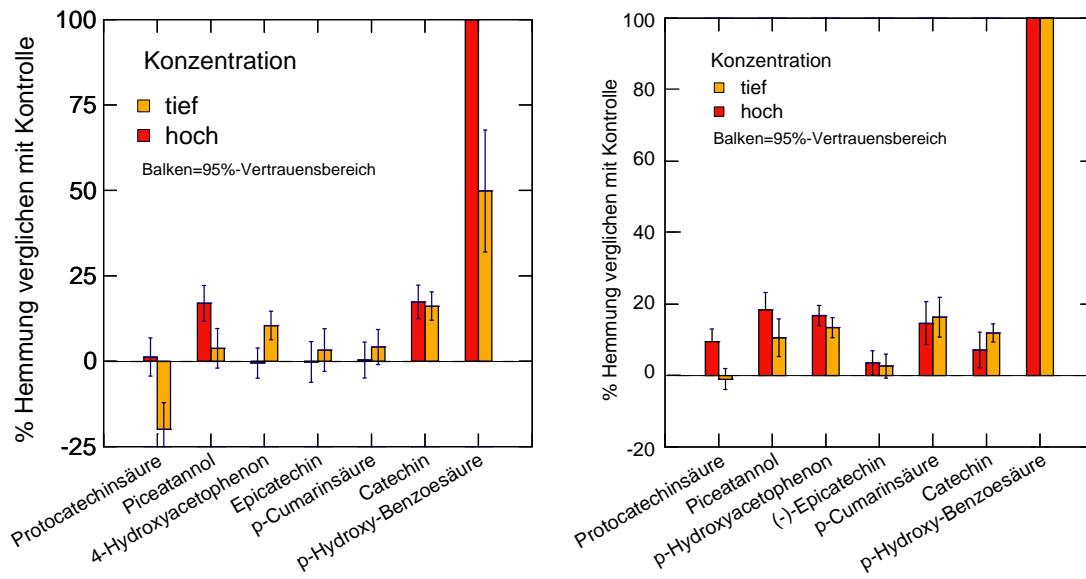 % Hemmung verglichen mit Kontrolle
100
75
50
25
0
-25
Konzentration
tief
hoch
Balken=95%-Vertrauensbereich
Protocatechinsäure
Piceatannol
4-Hydroxyacetophenon
Epicatechin
p-Cumarinsäure
Catechin
p-Hydroxy-Benzoesäure
% Hemmung verglichen mit Kontrolle
100
80
60
40
20
0
-20
Konzentration
tief
hoch
Balken=95%-Vertrauensbereich
Protocatechinsäure
Piceatannol
p-Hydroxyacetophenon
(-)-Epicatechin
p-Cumarinsäure
Catechin
p-Hydroxy-Benzoesäure